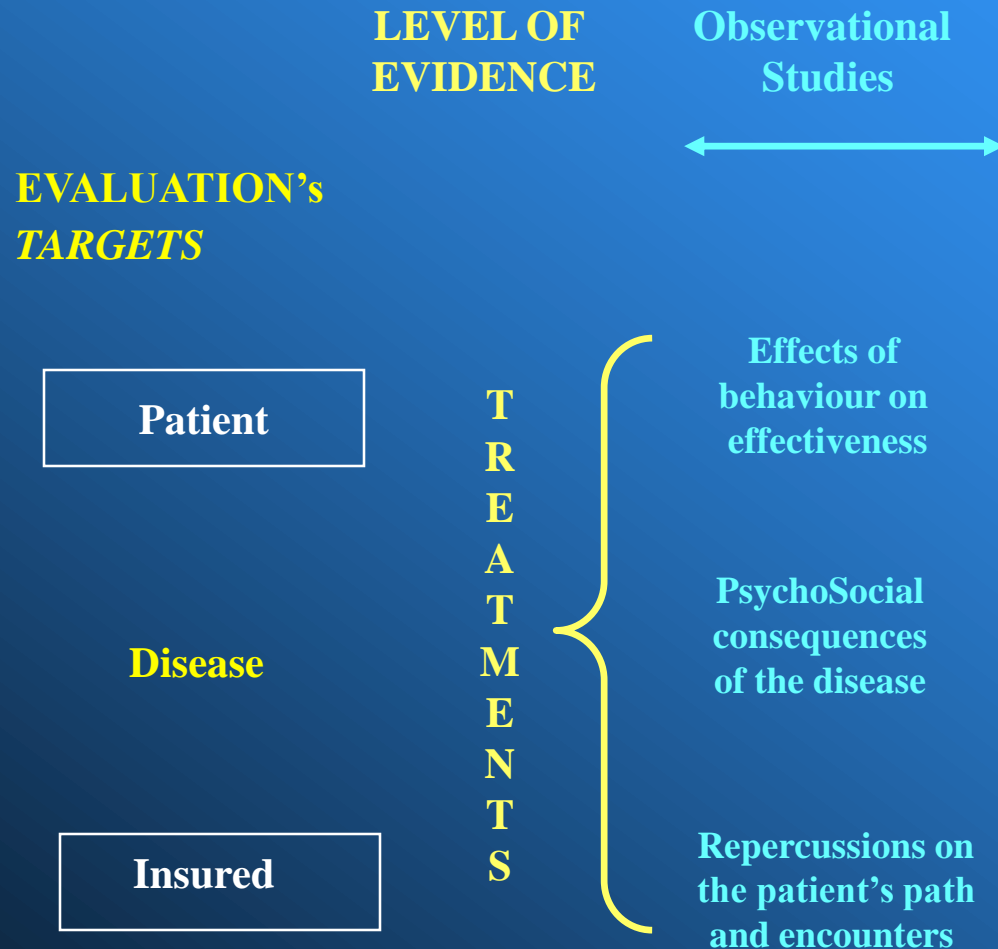 LEVEL OF
EVIDENCE
Observational
Studies
EVALUATION’s
TARGETS
Patient
Disease
Insured
T
R
E
A
T
M
E
N
T
S
Effects of
behaviour on
effectiveness
PsychoSocial
consequences
of the disease
Repercussions on
the patient’s path
and encounters